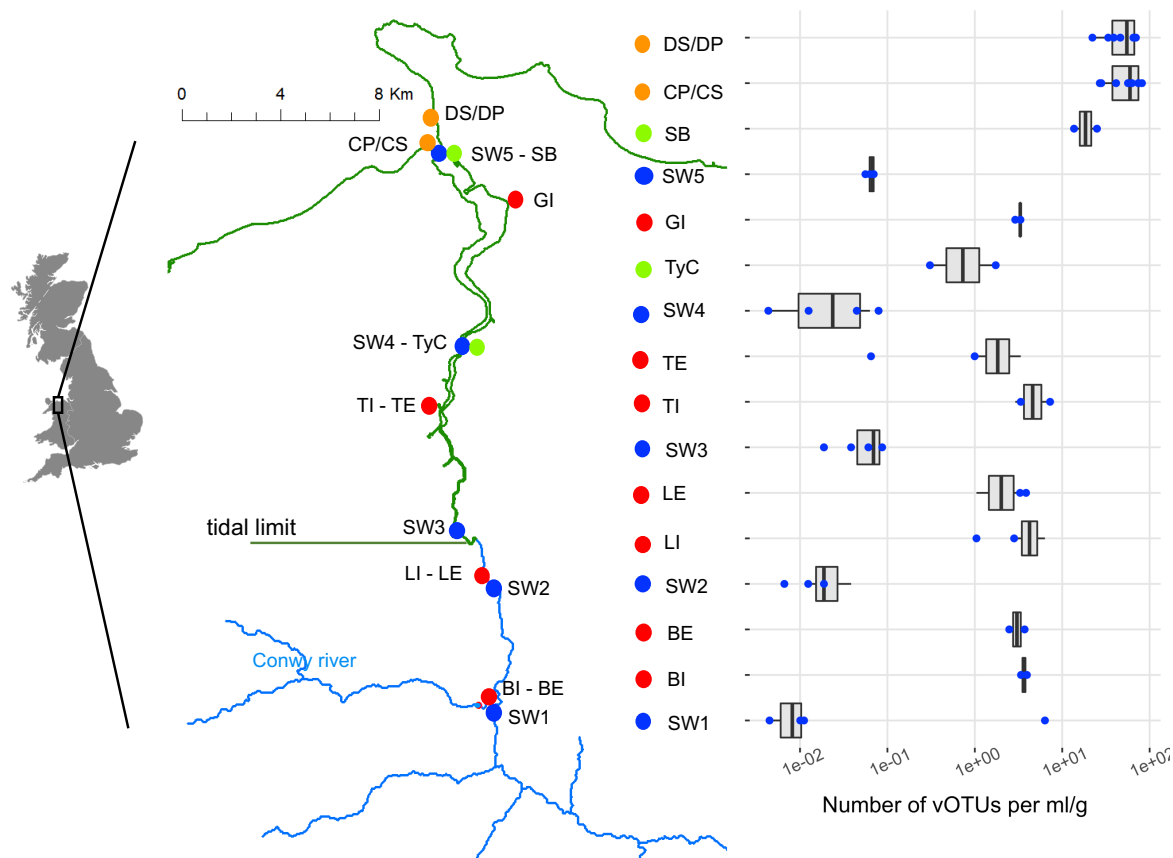 0 4 8 Km
DS/DP
CP/CS
SW5 - SB
GI
SW4 - TyC
TI - TE
SW3
tidal limit
LI - LE
SW2
Conwy river
BI - BE
SW1
DS/DP
CP/CS
SB
SW5
GI
TyC
SW4
TE
TI
SW3
LE
LI
SW2
BE
BI
SW1
1e-02 1e-01 1e+00 1e+01 1e+02
Number of vOTUs per ml/g